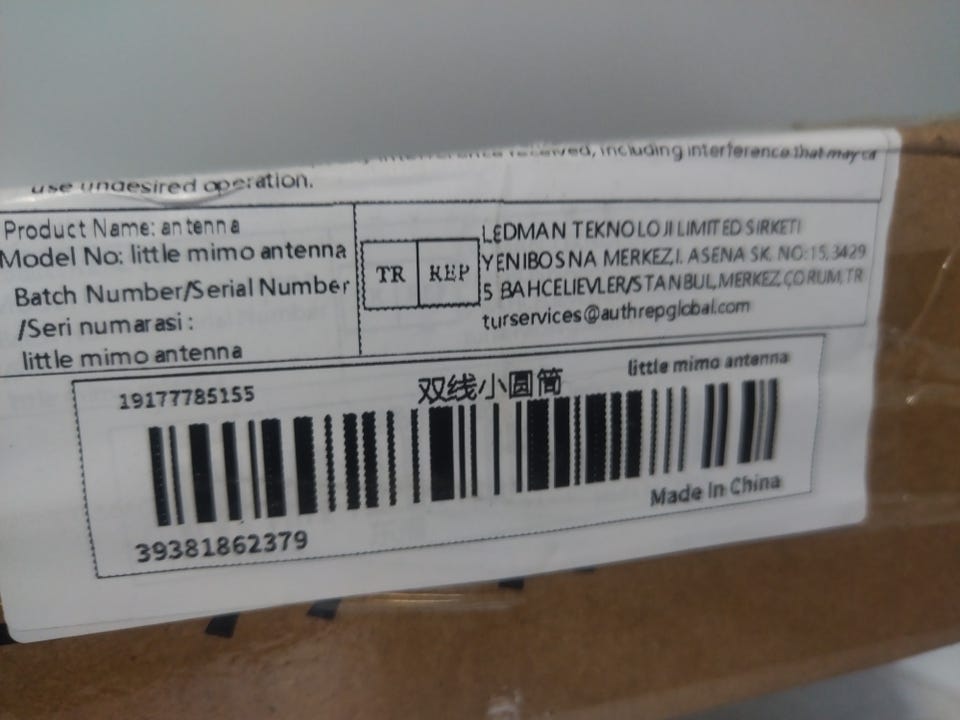 interference received, including interference that may ca
use undesired operation.
Product Name: antenna
Model No: little mimo antenna
Batch Number/Serial Number
/Seri numarasi :
little mimo antenna
TR REP
LEDMAN TEKNOLOJI LIMITED SIRKETI
YENIBOSNA MERKEZ,I. ASENA SK. NO:15,3429
5 BAHCELIEVLER/STANBUL,MERKEZ,ÇORUM,TR
turservices@authrepglobal.com
19177785155
双线小圆筒
little mimo antenna
39381862379
Made In China